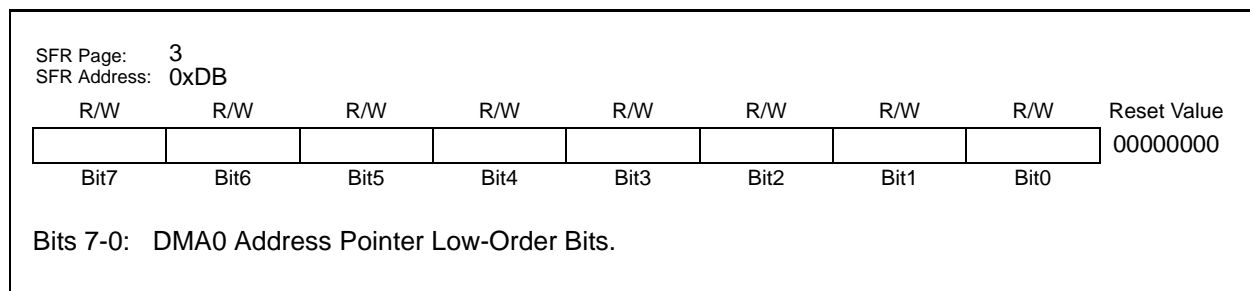 SFR Page: 3
SFR Address: 0xDB
R/W R/W R/W R/W R/W R/W R/W R/W Reset Value
00000000
Bit7 Bit6 Bit5 Bit4 Bit3 Bit2 Bit1 Bit0
Bits 7-0: DMA0 Address Pointer Low-Order Bits.